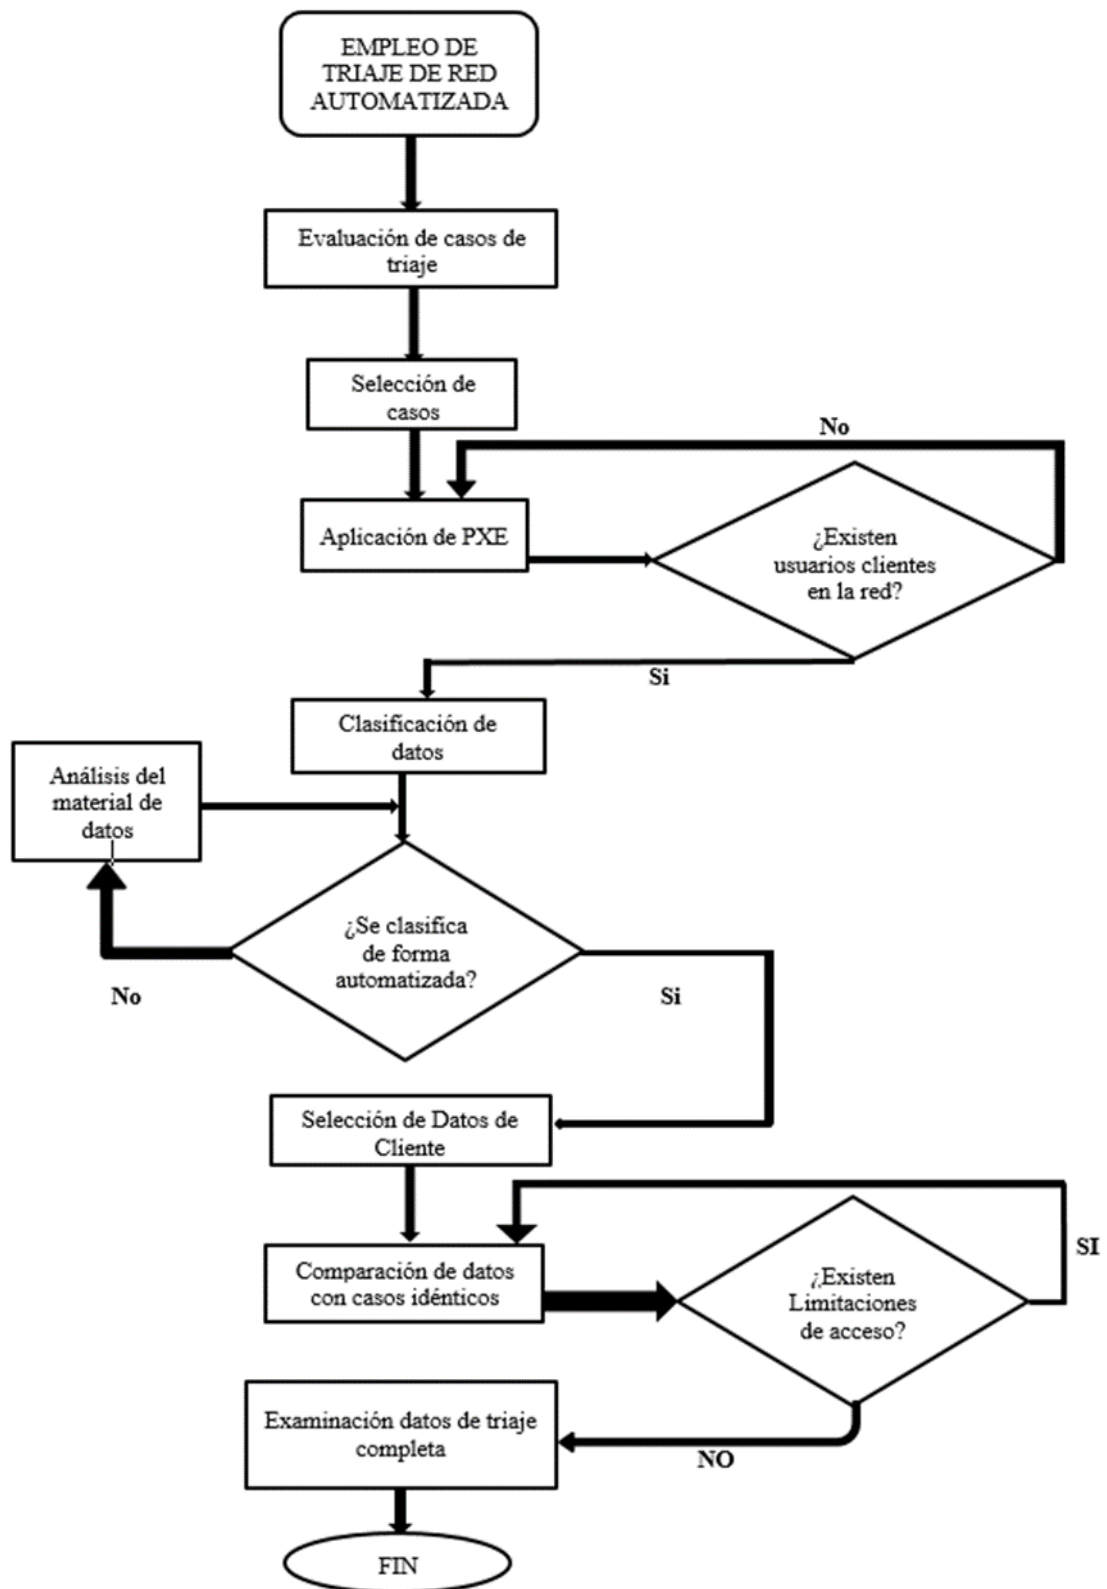 EMPLEO DE
TRIAJE DE RED
AUTOMATIZADA
Evaluación de casos de
triaje
Selección de
casos
No
Aplicación de PXE
¿Existen
usuarios clientes
en la red?
Si
Clasificación de
datos
Análisis del
material de
datos
¿Se clasifica
de forma
automatizada?
No
Si
Selección de Datos de
Cliente
SI
Comparación de datos
con casos idénticos
¿Existen
Limitaciones
de acceso?
Examinación datos de triaje
completa
NO
FIN